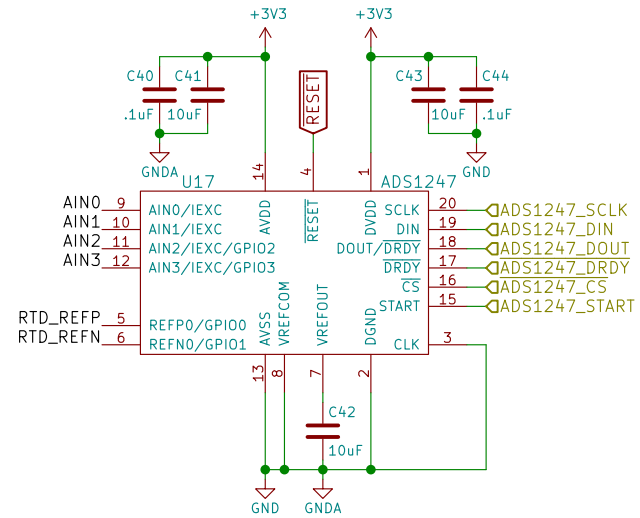 +3V3 +3V3
C40 C41 C43 C44
.1uF 10uF 10uF .1uF
RESET
GNDA GND
14 4 1
U17 ADS1247
AIN0 9 AIN0/IEXC AVDD RESET DVDD SCLK 20 ADS1247_SCLK
AIN1 10 AIN1/IEXC DIN 19 ADS1247_DIN
AIN2 11 AIN2/IEXC/GPIO2 DOUT/DRDY 18 ADS1247_DOUT
AIN3 12 AIN3/IEXC/GPIO3 DRDY 17 ADS1247_DRDY
CS 16 ADS1247_CS
START 15 ADS1247_START
RTD_REFP 5 REFP0/GPIO0 AVSS VREFCOM VREFOUT DGND
RTD_REFN 6 REFN0/GPIO1 CLK 3
13 8 7 2
C42
10uF
GND GNDA